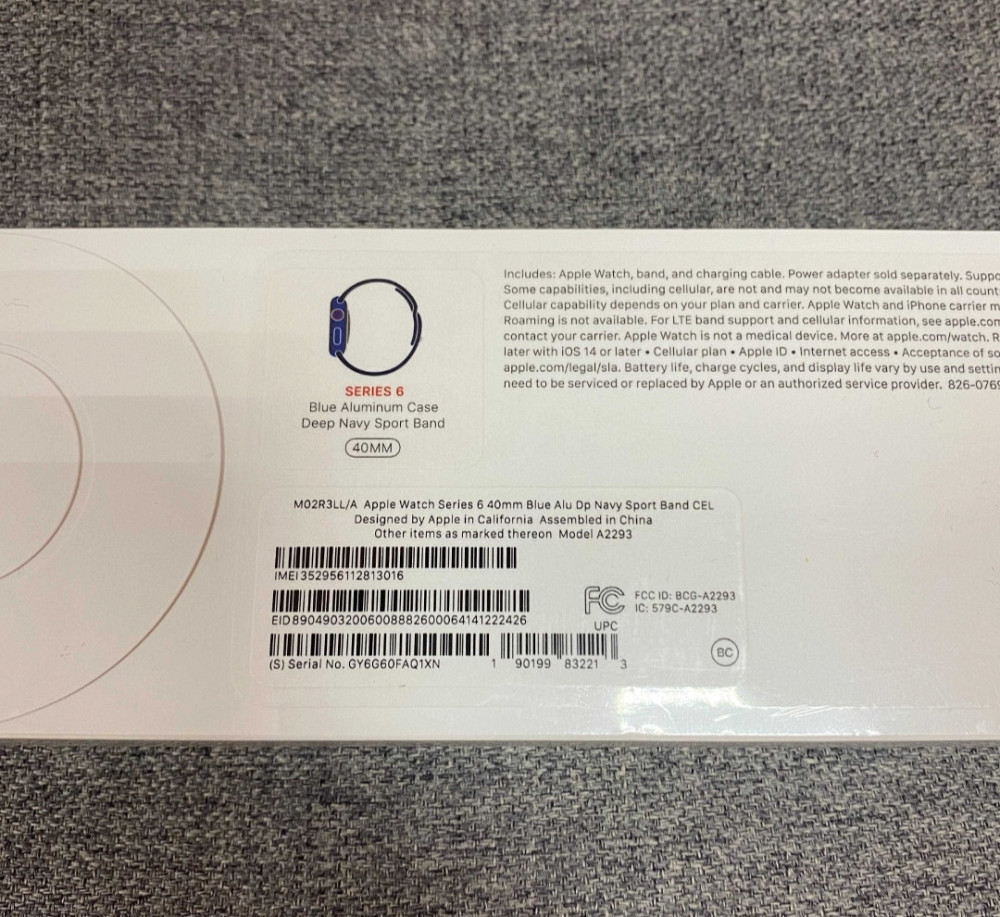 Includes: Apple Watch, band, and charging cable. Power adapter sold separately.
Some capabilities, including cellular, are not and may not become available in all
Cellular capability depends on your plan and carrier. Apple Watch and iPhone carrier
Roaming is not available. For LTE band support and cellular information, see
contact your carrier. Apple Watch is not a medical device. More at apple.com/watch.
later with iOS 14 or later • Cellular plan • Apple ID • Internet access • Acceptance of
apple.com/legal/sla. Battery life, charge cycles, and display life vary by use and
need to be serviced or replaced by Apple or an authorized service provider.
SERIES 6
Blue Aluminum Case
Deep Navy Sport Band
40MM
M02R3LL/A Apple Watch Series 6 40mm Blue Alu Dp Navy Sport Band CEL
Designed by Apple in California Assembled in China
Other items as marked thereon Model A2293
IMEI 352956112813016
FC
FCC ID: BCG-A2293
IC: 579C-A2293
EID 89049032006008882600064141222426
UPC
(S) Serial No. GY6G60FAQ1XN
1 90199 83221 3
BC